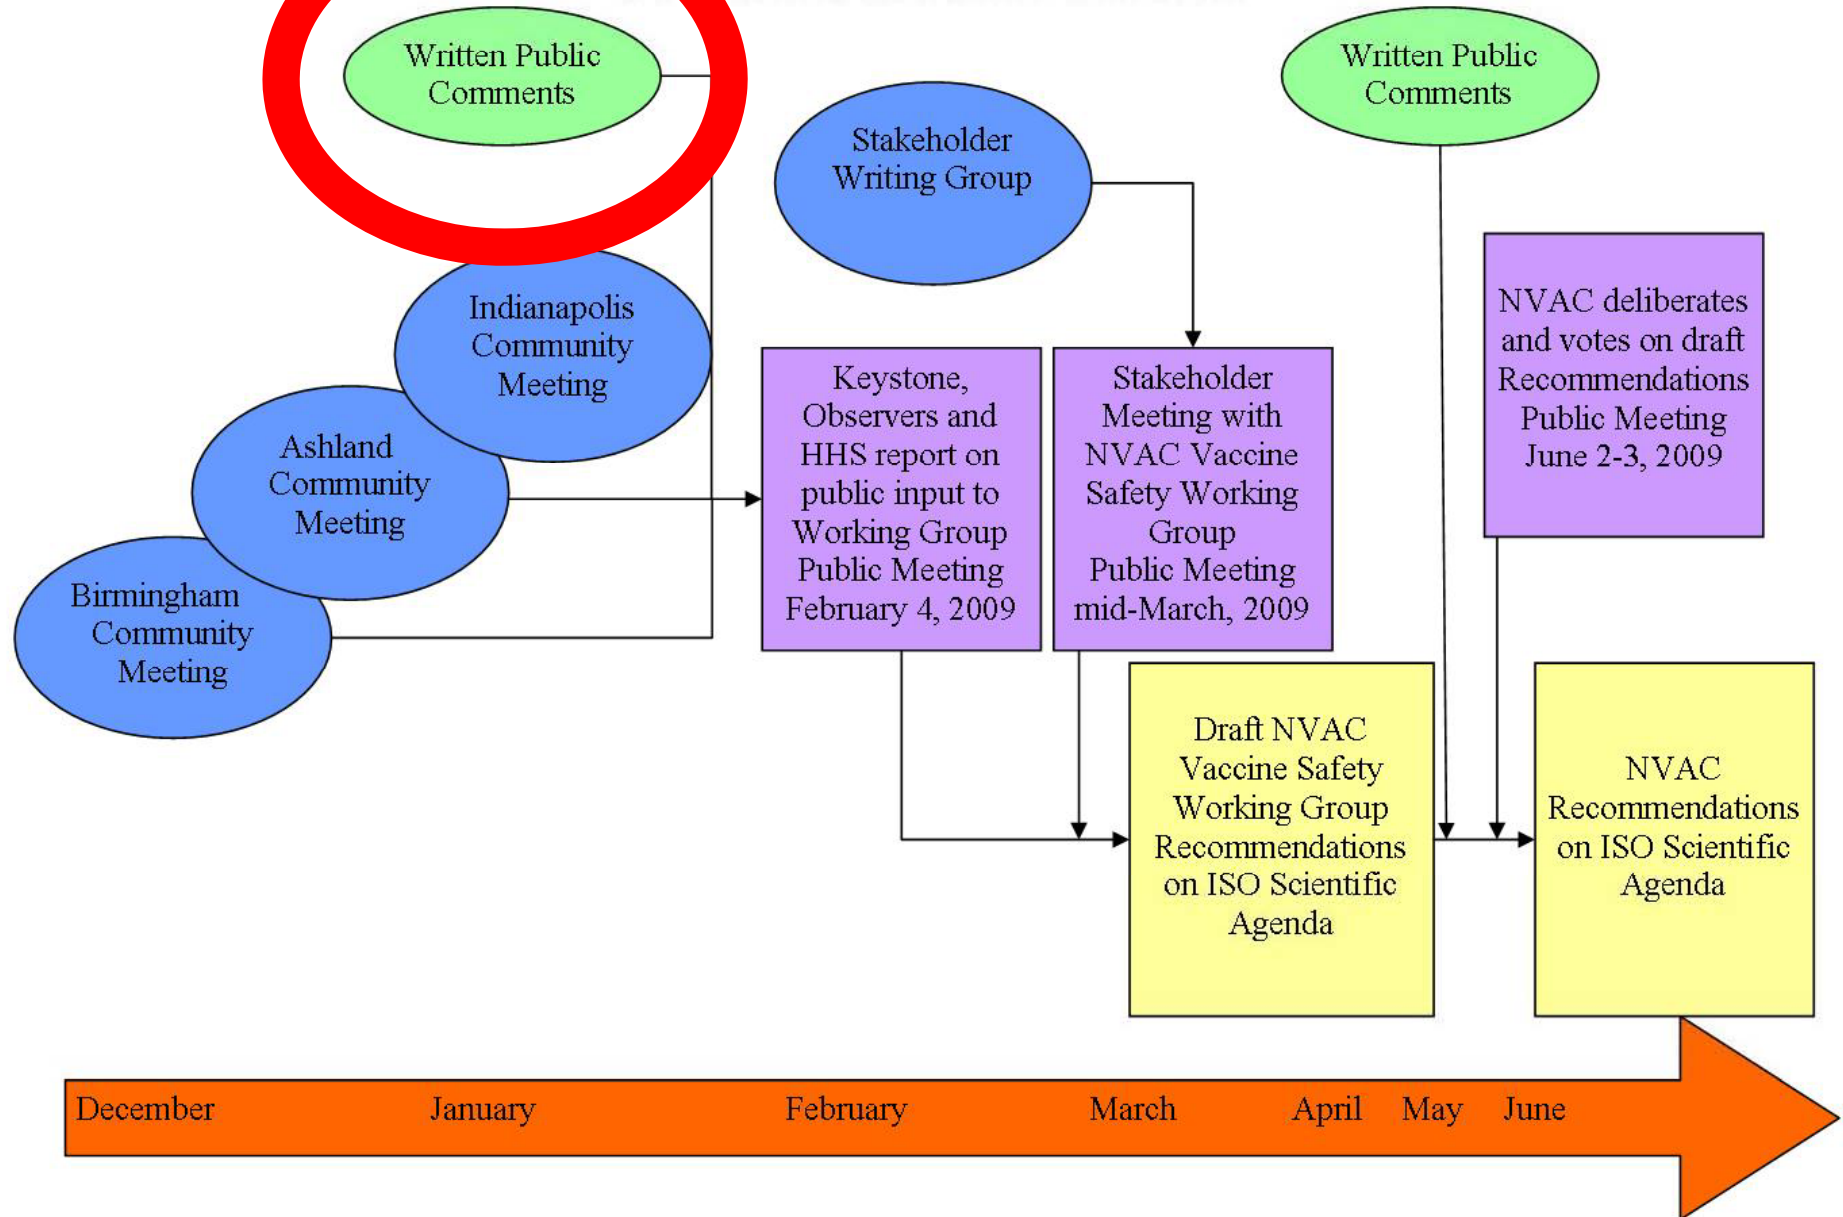 Written Public
Comments
Written Public
Comments
Stakeholder
Writing Group
Indianapolis
Community
Meeting
Ashland
Community
Meeting
Birmingham
Community
Meeting
Keystone,
Observers and
HHS report on
public input to
Working Group
Public Meeting
February 4, 2009
Stakeholder
Meeting with
NVAC Vaccine
Safety Working
Group
Public Meeting
mid-March, 2009
NVAC deliberates
and votes on draft
Recommendations
Public Meeting
June 2-3, 2009
Draft NVAC
Vaccine Safety
Working Group
Recommendations
on ISO Scientific
Agenda
NVAC
Recommendations
on ISO Scientific
Agenda
December January February March April May June